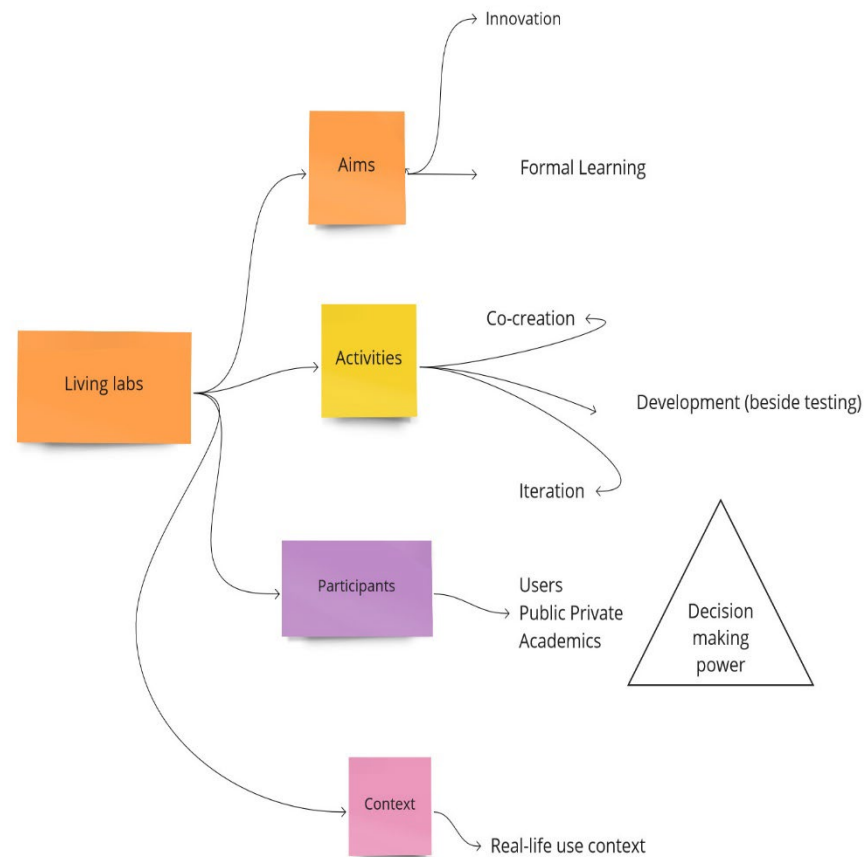 Innovation
Aims
Formal Learning
Co-creation
Activities
Living labs
Development (beside testing)
Iteration
Participants
Users
Public Private
Academics
Decision
making
power
Context
Real-life use context